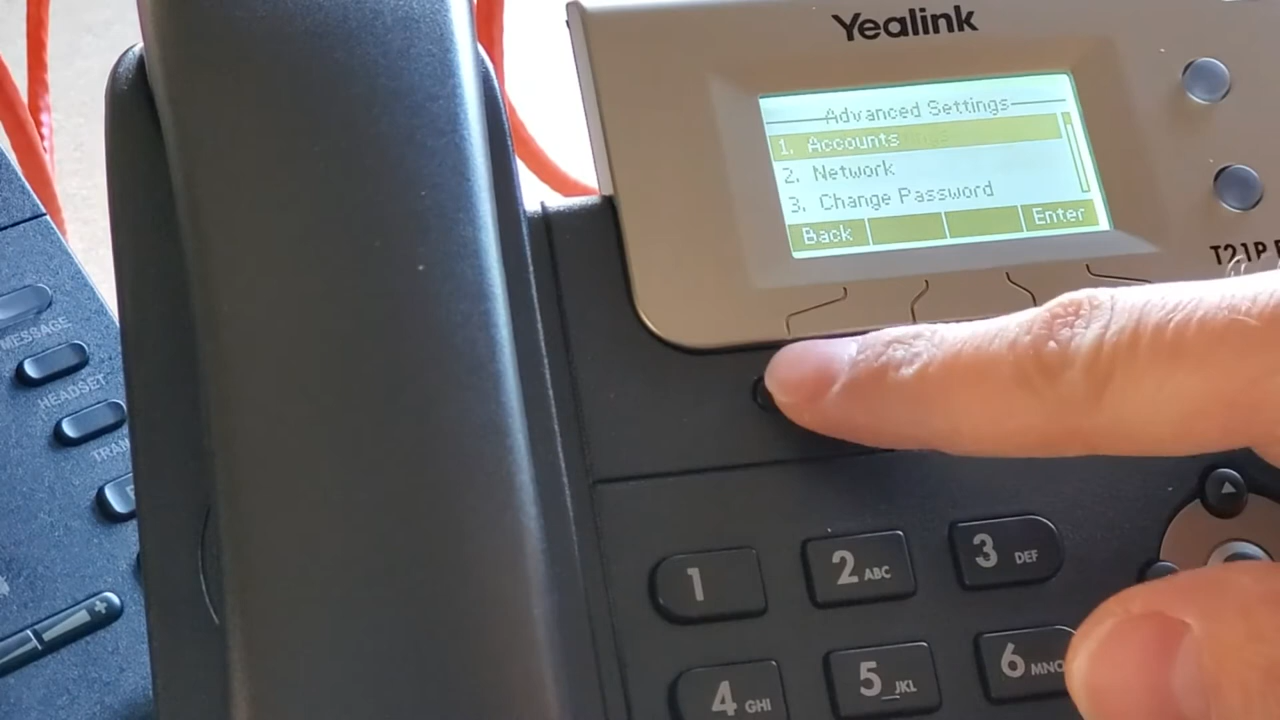 Yealink
Advanced Settings
1. Accounts
2. Network
3. Change Password
Back Enter
T21P
MESSAGE
HEADSET
TRAN
1
2 ABC
3 DEF
4 GHI
5 JKL
6 MNO